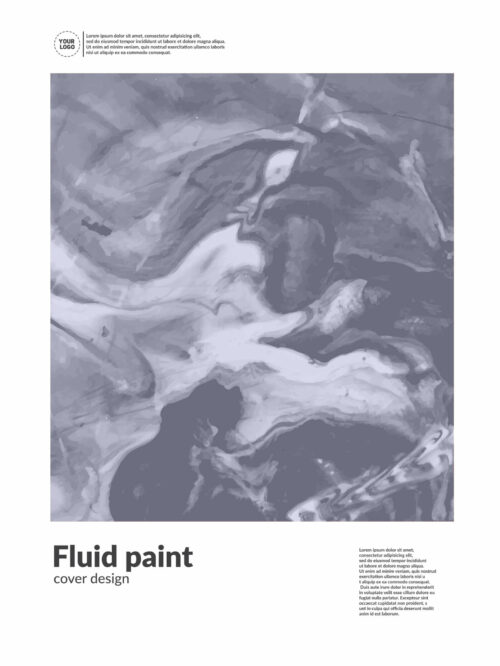 YOUR
LOGO
Lorem ipsum dolor sit amet, consectetur adipiscing elit,
sed do eiusmod tempor incididunt ut labore et dolore magna aliqua.
Ut enim ad minim veniam, quis nostrud exercitation ullamco laboris
nisi ut aliquip ex ea commodo consequat.
Fluid paint
cover design
Lorem ipsum dolor sit amet,
consectetur adipiscing elit,
sed do eiusmod tempor incididunt
ut labore et dolore magna aliqua.
Ut enim ad minim veniam, quis nostrud
exercitation ullamco laboris nisi u
t aliquip ex ea commodo consequat.
Duis aute irure dolor in reprehenderit
in voluptate velit esse cillum dolore eu
fugiat nulla pariatur. Excepteur sint
occaecat cupidatat non proident, s
unt in culpa qui officia deserunt mollit
anim id est laborum.